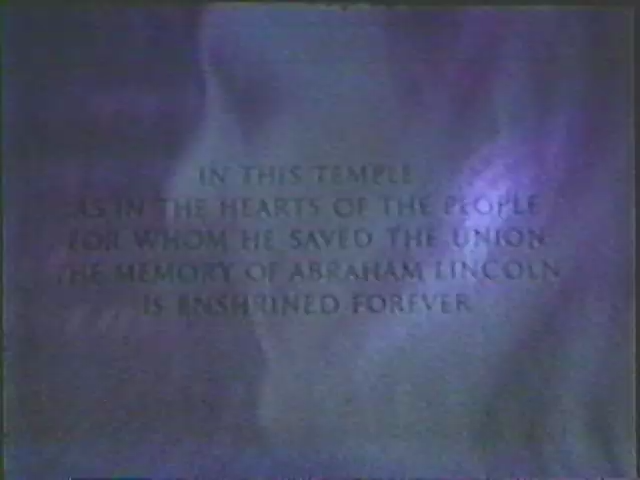 IN THIS TEMPLE
AS IN THE HEARTS OF THE PEOPLE
FOR WHOM HE SAVED THE UNION
THE MEMORY OF ABRAHAM LINCOLN
IS ENSHRINED FOREVER